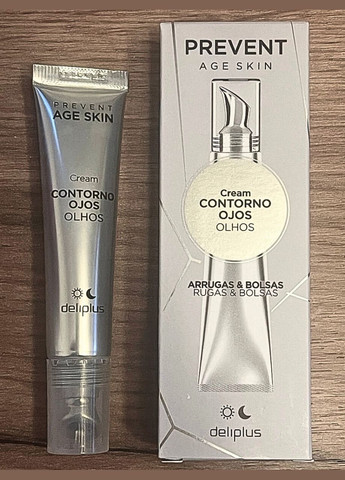 PREVENT
AGE SKIN
Cream
CONTORNO
OJOS
OLHOS
deliplus
PREVENT
AGE SKIN
Cream
CONTORNO
OJOS
OLHOS
ARRUGAS & BOLSAS
RUGAS & BOLSAS
deliplus